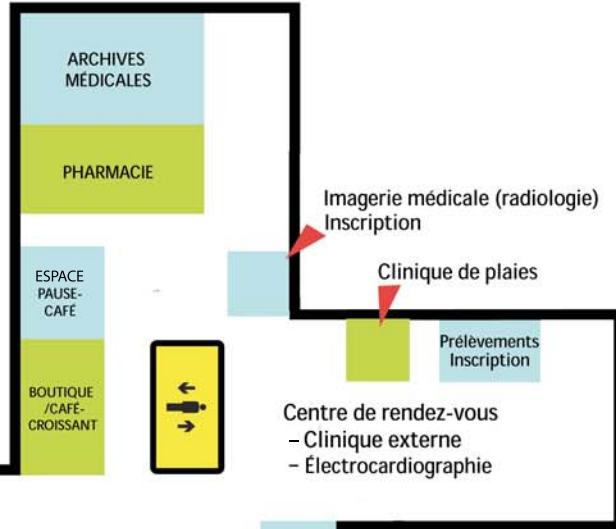 ARCHIVES
MÉDICALES
PHARMACIE
Imagerie médicale (radiologie)
Inscription
Clinique de plaies
ESPACE
PAUSE-
CAFÉ
Prélèvements
Inscription
BOUTIQUE
/CAFÉ-
CROISSANT
Centre de rendez-vous
– Clinique externe
– Électrocardiographie